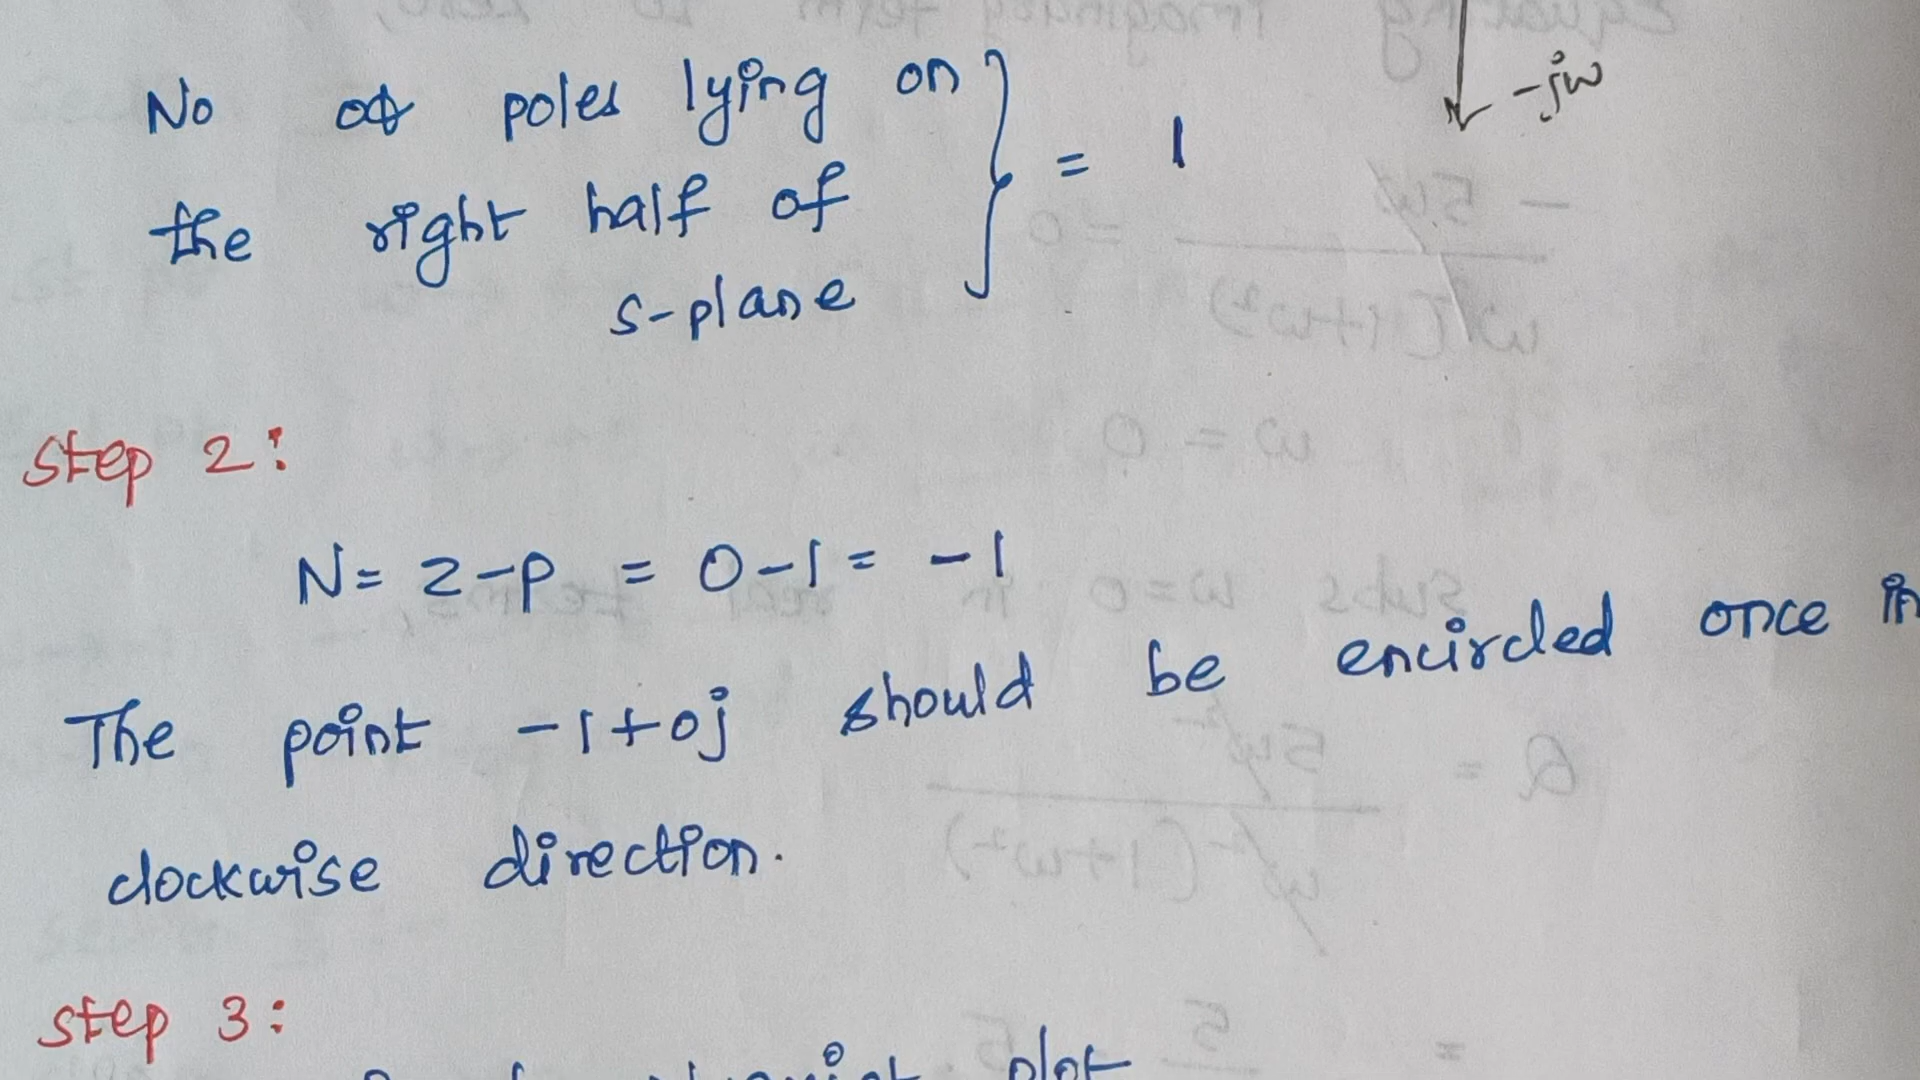 -jω
No of poles lying on
the right half of
s-plane
= 1
step 2:
N = Z-P = 0-1 = -1
The point -1+0j should be encircled once in
clockwise direction.
step 3:
plot